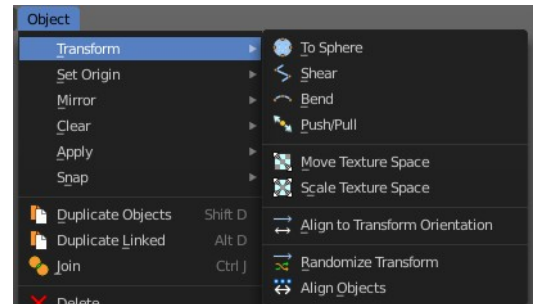 Object
Transform
Set Origin
Mirror
Clear
Apply
Snap
Duplicate Objects Shift D
Duplicate Linked Alt D
Join Ctrl J
Delete
To Sphere
Shear
Bend
Push/Pull
Move Texture Space
Scale Texture Space
Align to Transform Orientation
Randomize Transform
Align Objects